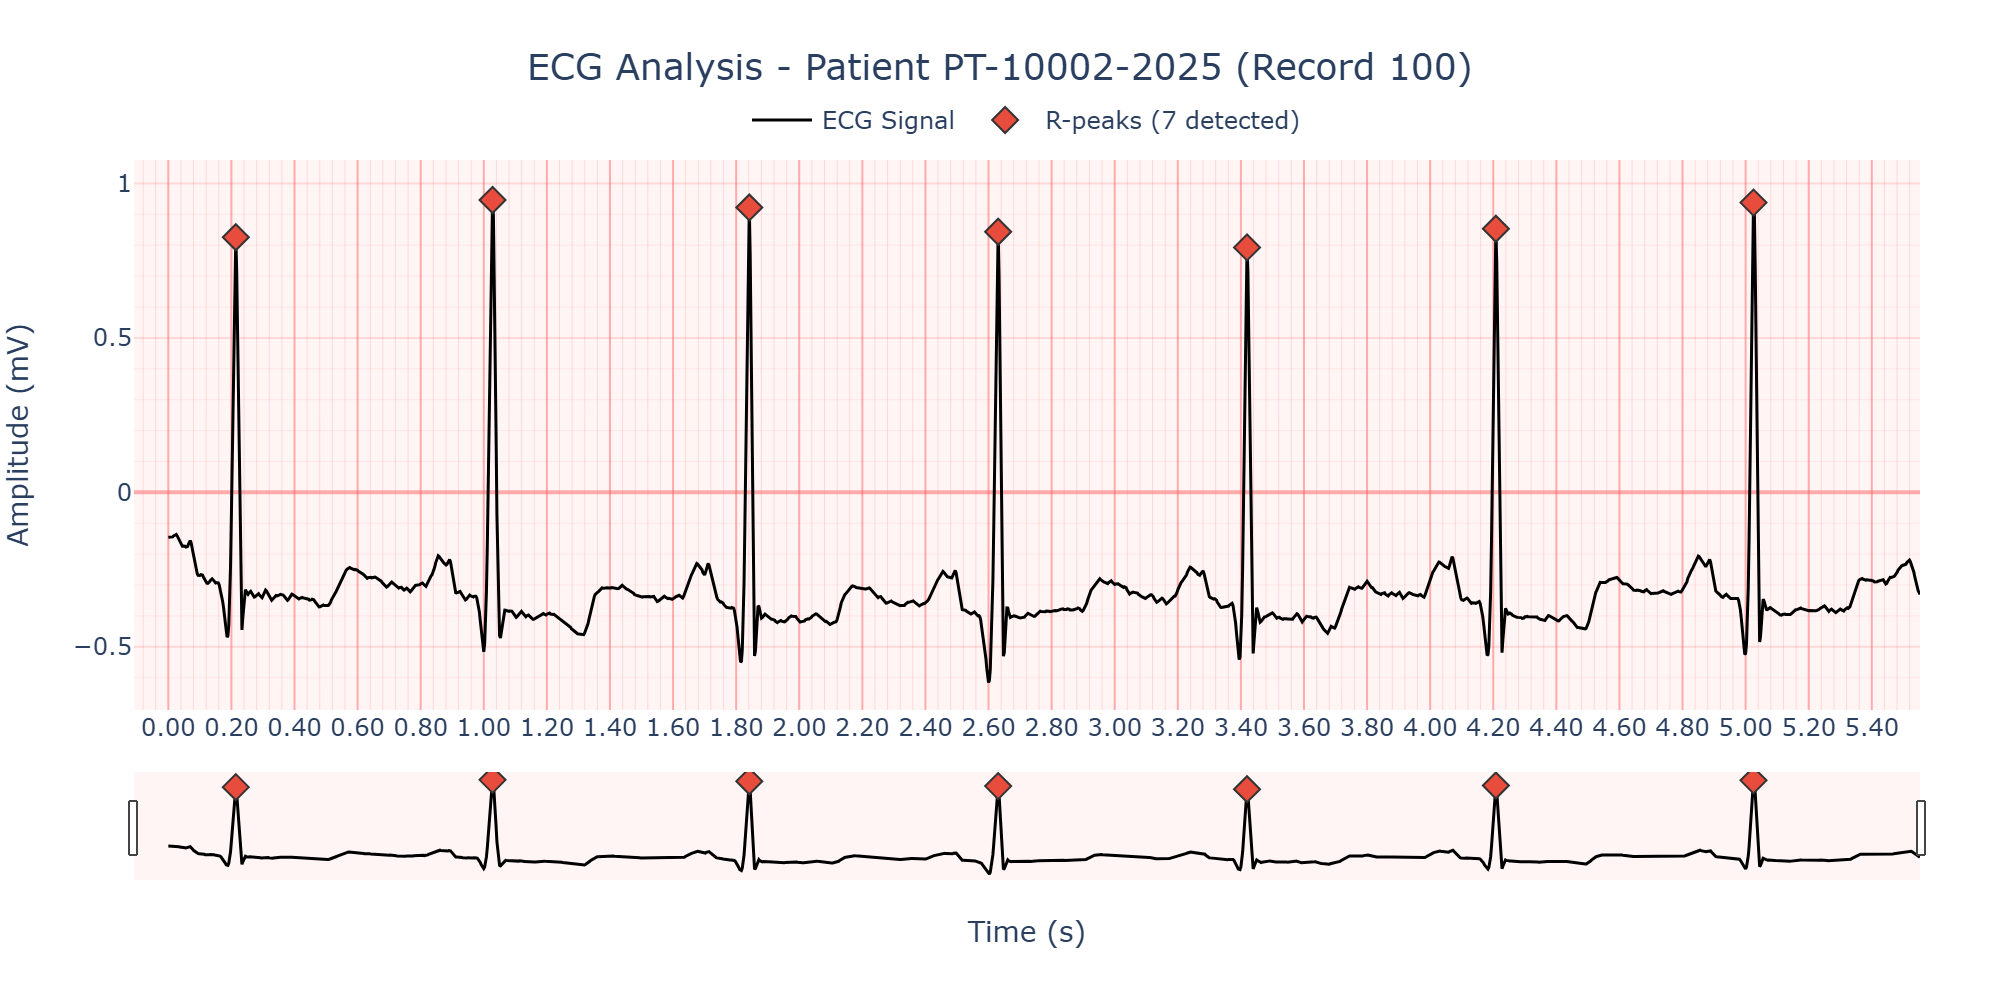 ECG Analysis - Patient PT-10002-2025 (Record 100)
ECG Signal R-peaks (7 detected)
Amplitude (mV)
1
0.5
0
−0.5
0.00 0.20 0.40 0.60 0.80 1.00 1.20 1.40 1.60 1.80 2.00 2.20 2.40 2.60 2.80 3.00 3.20 3.40 3.60 3.80 4.00 4.20 4.40 4.60 4.80 5.00 5.20 5.40
Time (s)